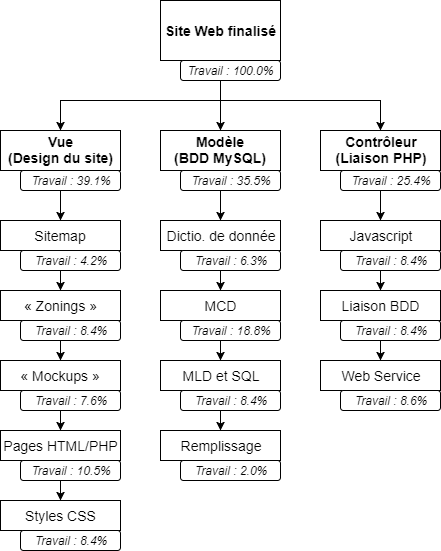 Site Web finalisé
Travail : 100.0%
Vue
(Design du site)
Travail : 39.1%
Sitemap
Travail : 4.2%
« Zonings »
Travail : 8.4%
« Mockups »
Travail : 7.6%
Pages HTML/PHP
Travail : 10.5%
Styles CSS
Travail : 8.4%
Modèle
(BDD MySQL)
Travail : 35.5%
Dictio. de donnée
Travail : 6.3%
MCD
Travail : 18.8%
MLD et SQL
Travail : 8.4%
Remplissage
Travail : 2.0%
Contrôleur
(Liaison PHP)
Travail : 25.4%
Javascript
Travail : 8.4%
Liaison BDD
Travail : 8.4%
Web Service
Travail : 8.6%